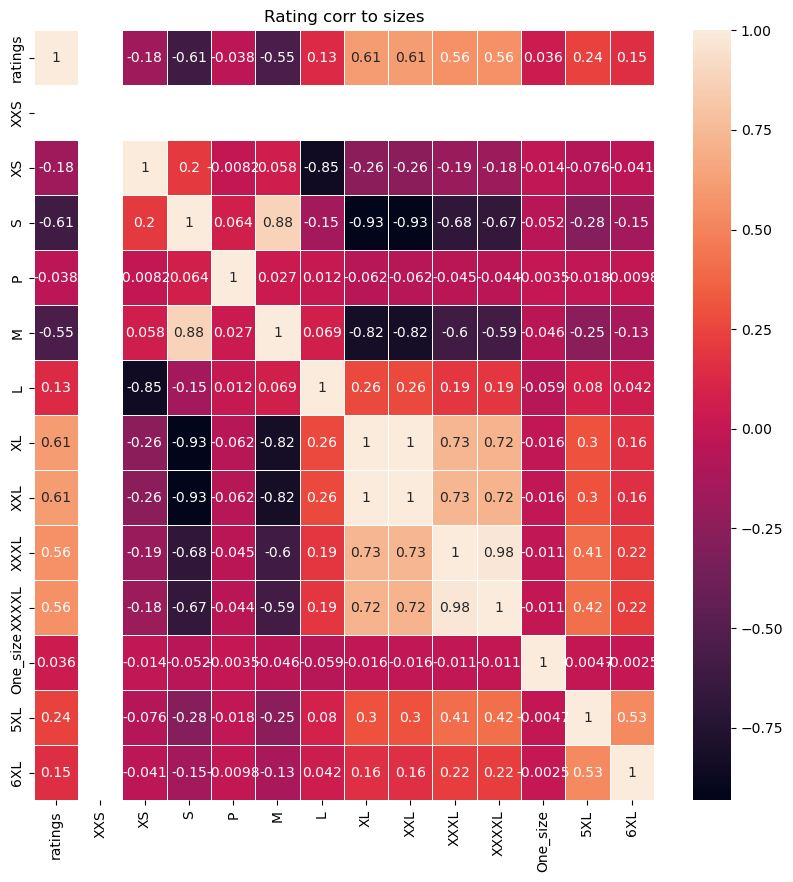 Rating corr to sizes
ratings 1 -0.18 -0.61 -0.038 -0.55 0.13 0.61 0.61 0.56 0.56 0.036 0.24 0.15
XXS
XS -0.18 1 0.2 -0.0082 0.058 -0.85 -0.26 -0.26 -0.19 -0.18 -0.014 -0.076 -0.041
S -0.61 0.2 1 0.064 0.88 -0.15 -0.93 -0.93 -0.68 -0.67 -0.052 -0.28 -0.15
P -0.038 -0.0082 0.064 1 0.027 0.012 -0.062 -0.062 -0.045 -0.044 -0.0035 -0.018 -0.0098
M -0.55 0.058 0.88 0.027 1 0.069 -0.82 -0.82 -0.6 -0.59 -0.046 -0.25 -0.13
L 0.13 -0.85 -0.15 0.012 0.069 1 0.26 0.26 0.19 0.19 -0.059 0.08 0.042
XL 0.61 -0.26 -0.93 -0.062 -0.82 0.26 1 1 0.73 0.72 -0.016 0.3 0.16
XXL 0.61 -0.26 -0.93 -0.062 -0.82 0.26 1 1 0.73 0.72 -0.016 0.3 0.16
XXXL 0.56 -0.19 -0.68 -0.045 -0.6 0.19 0.73 0.73 1 0.98 -0.011 0.41 0.22
XXXXL 0.56 -0.18 -0.67 -0.044 -0.59 0.19 0.72 0.72 0.98 1 -0.011 0.42 0.22
One_size 0.036 -0.014 -0.052 -0.0035 -0.046 -0.059 -0.016 -0.016 -0.011 -0.011 1 -0.0047 -0.0025
5XL 0.24 -0.076 -0.28 -0.018 -0.25 0.08 0.3 0.3 0.41 0.42 -0.0047 1 0.53
6XL 0.15 -0.041 -0.15 -0.0098 -0.13 0.042 0.16 0.16 0.22 0.22 -0.0025 0.53 1
ratings XXS XS S P M L XL XXL XXXL XXXXL One_size 5XL 6XL
1.00
0.75
0.50
0.25
0.00
−0.25
−0.50
−0.75